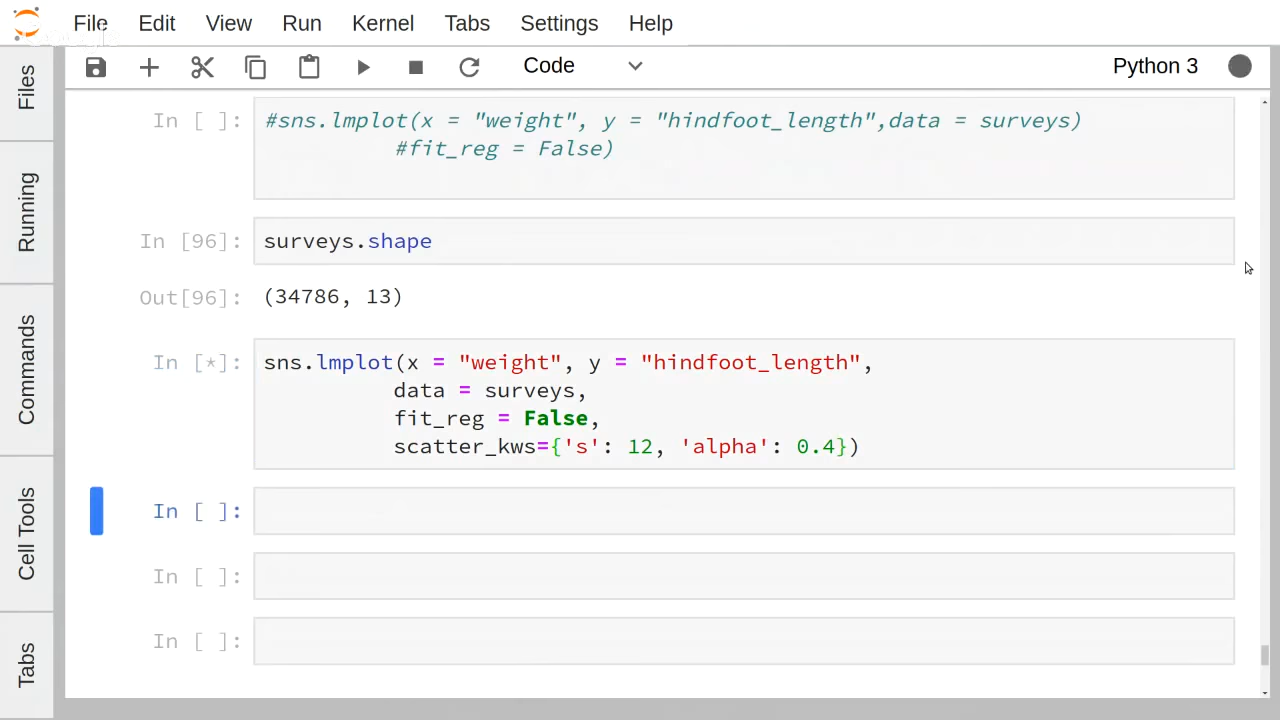 File Edit View Run Kernel Tabs Settings Help
Code Python 3
Files
Running
Commands
Cell Tools
Tabs
In [ ]: #sns.lmplot(x = "weight", y = "hindfoot_length",data = surveys)
#fit_reg = False)
In [96]: surveys.shape
Out[96]: (34786, 13)
In [*]: sns.lmplot(x = "weight", y = "hindfoot_length",
data = surveys,
fit_reg = False,
scatter_kws={'s': 12, 'alpha': 0.4})
In [ ]:
In [ ]:
In [ ]: